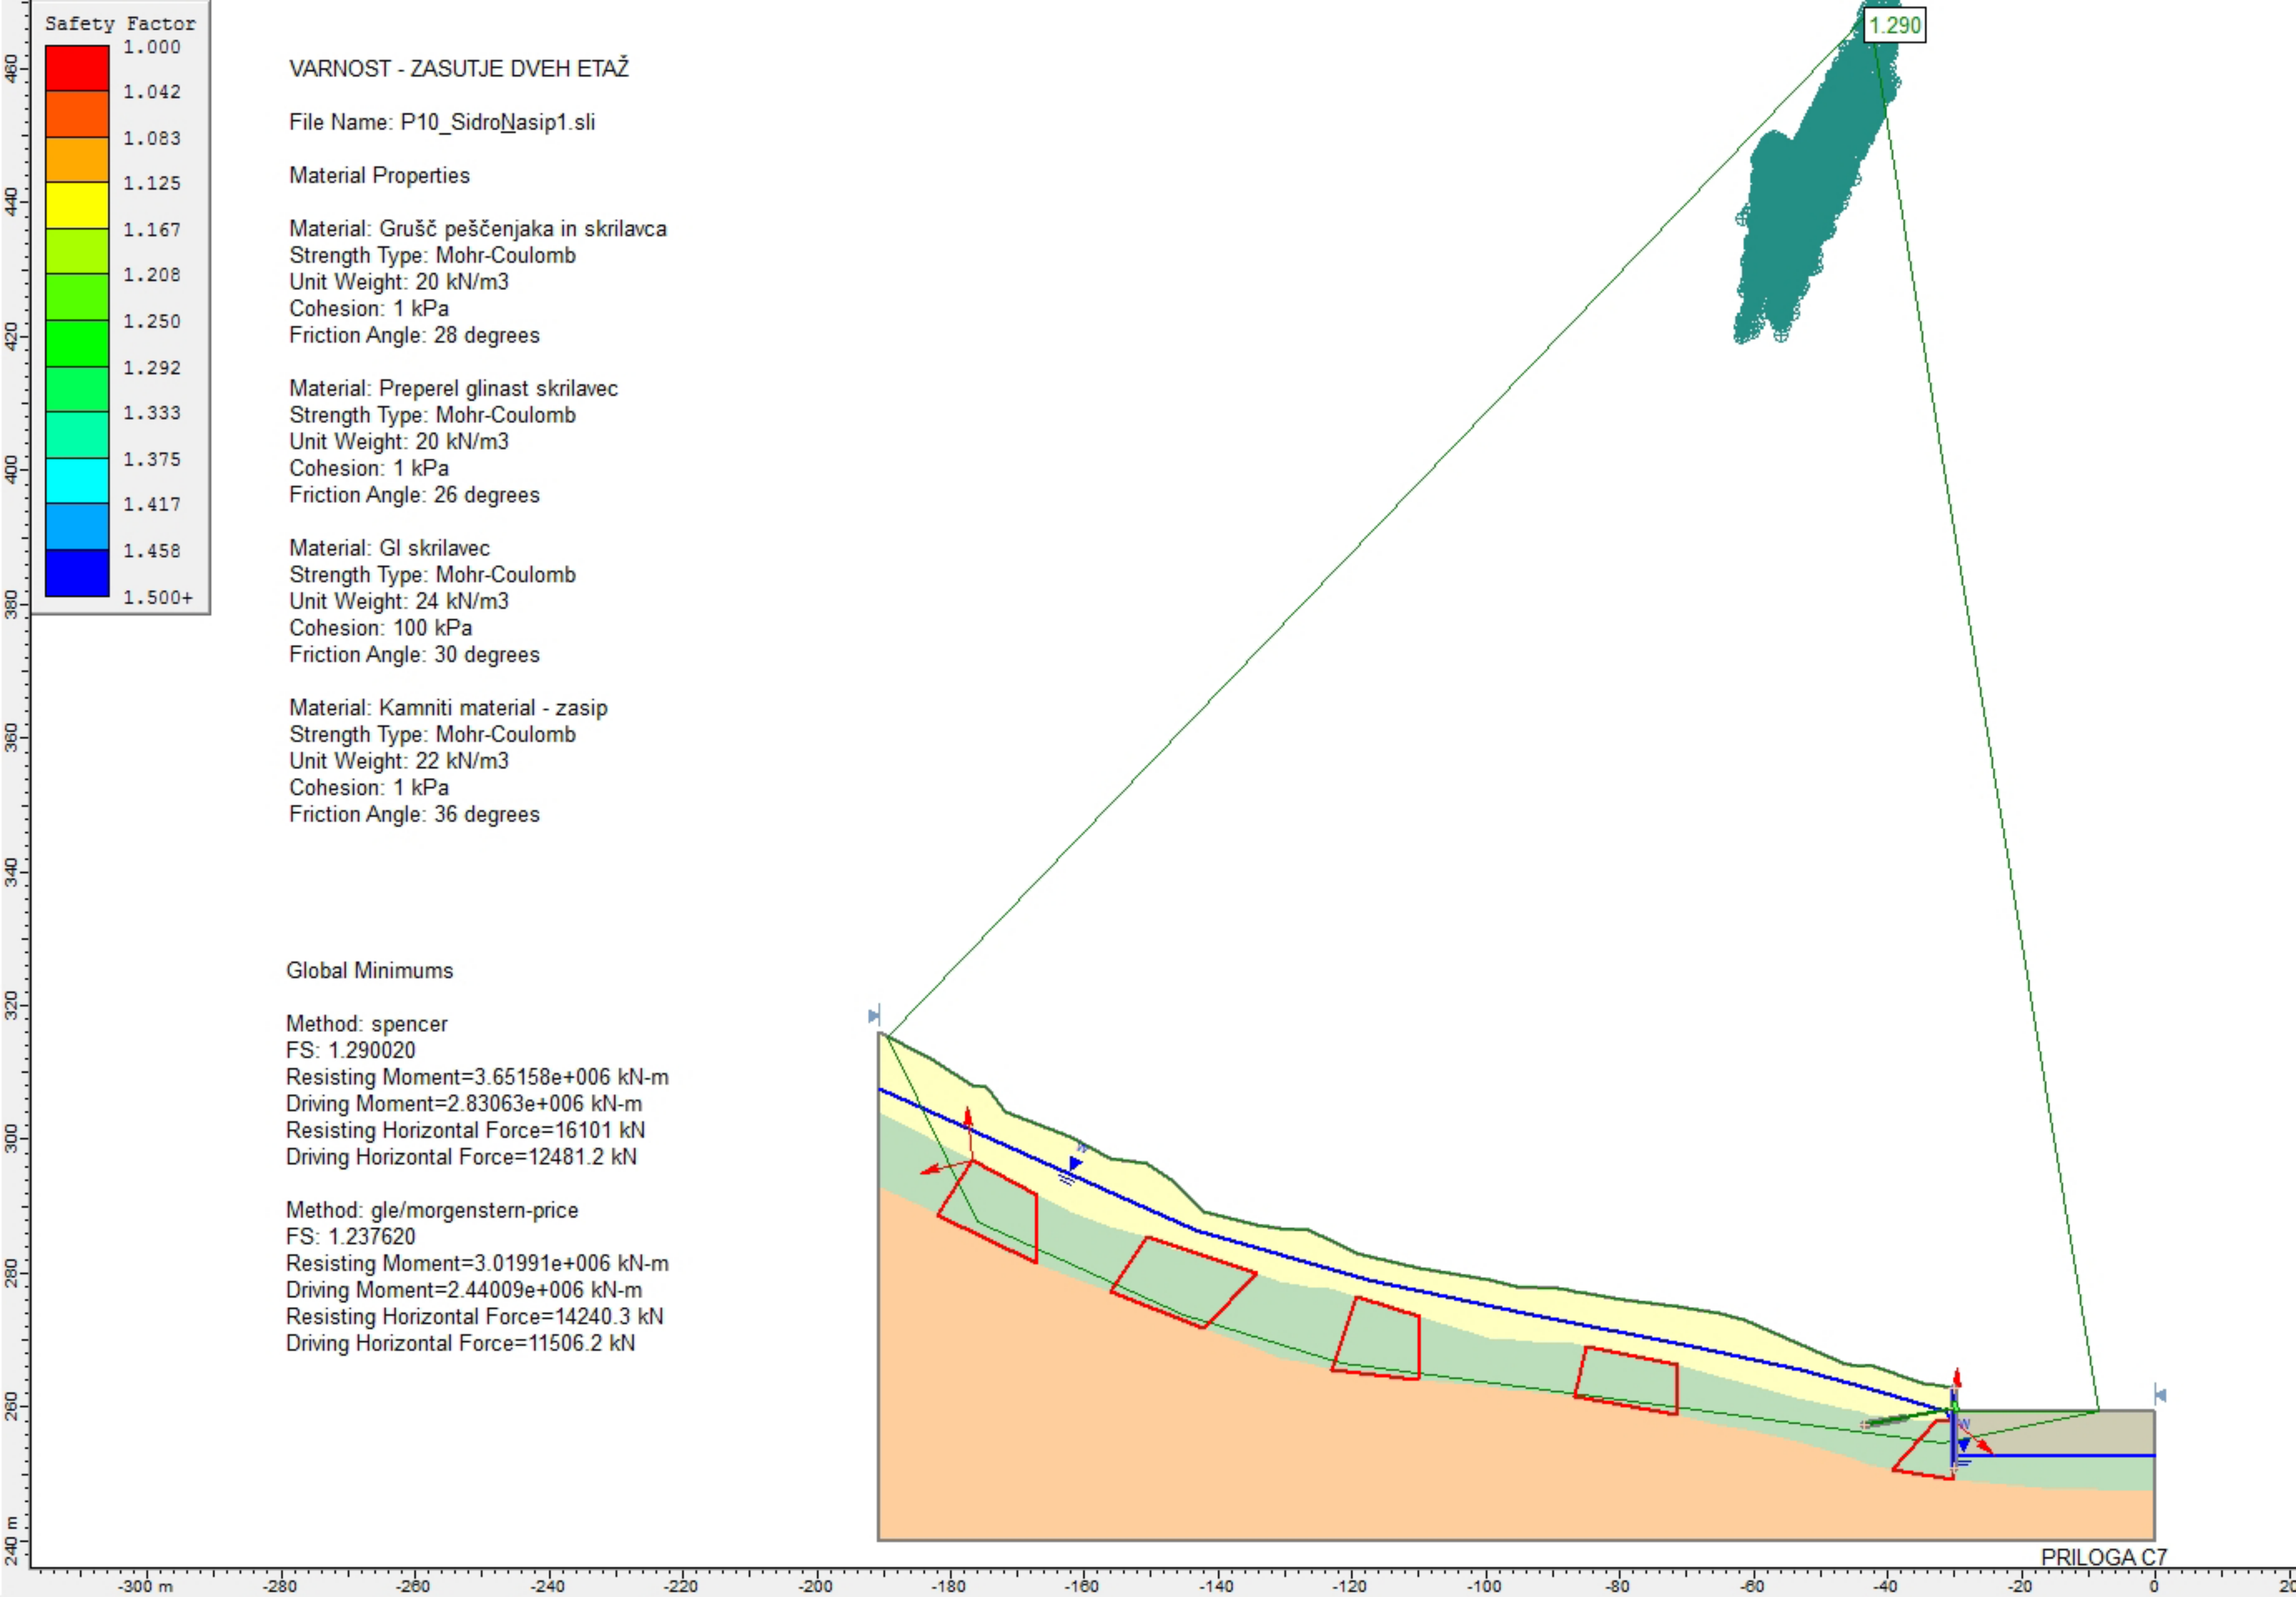 Safety Factor
1.000
1.042
1.083
1.125
1.167
1.208
1.250
1.292
1.333
1.375
1.417
1.458
1.500+
VARNOST - ZASUTJE DVEH ETAŽ
File Name: P10_SidroNasip1.sli
Material Properties
Material: Grušč peščenjaka in skrilavca
Strength Type: Mohr-Coulomb
Unit Weight: 20 kN/m3
Cohesion: 1 kPa
Friction Angle: 28 degrees
Material: Preperel glinast skrilavec
Strength Type: Mohr-Coulomb
Unit Weight: 20 kN/m3
Cohesion: 1 kPa
Friction Angle: 26 degrees
Material: Gl skrilavec
Strength Type: Mohr-Coulomb
Unit Weight: 24 kN/m3
Cohesion: 100 kPa
Friction Angle: 30 degrees
Material: Kamniti material - zasip
Strength Type: Mohr-Coulomb
Unit Weight: 22 kN/m3
Cohesion: 1 kPa
Friction Angle: 36 degrees
Global Minimums
Method: spencer
FS: 1.290020
Resisting Moment=3.65158e+006 kN-m
Driving Moment=2.83063e+006 kN-m
Resisting Horizontal Force=16101 kN
Driving Horizontal Force=12481.2 kN
Method: gle/morgenstern-price
FS: 1.237620
Resisting Moment=3.01991e+006 kN-m
Driving Moment=2.44009e+006 kN-m
Resisting Horizontal Force=14240.3 kN
Driving Horizontal Force=11506.2 kN
1.290
W
W
460
440
420
400
380
360
340
320
300
280
260
240 m
PRILOGA C7
-300 m
-280
-260
-240
-220
-200
-180
-160
-140
-120
-100
-80
-60
-40
-20
0
20